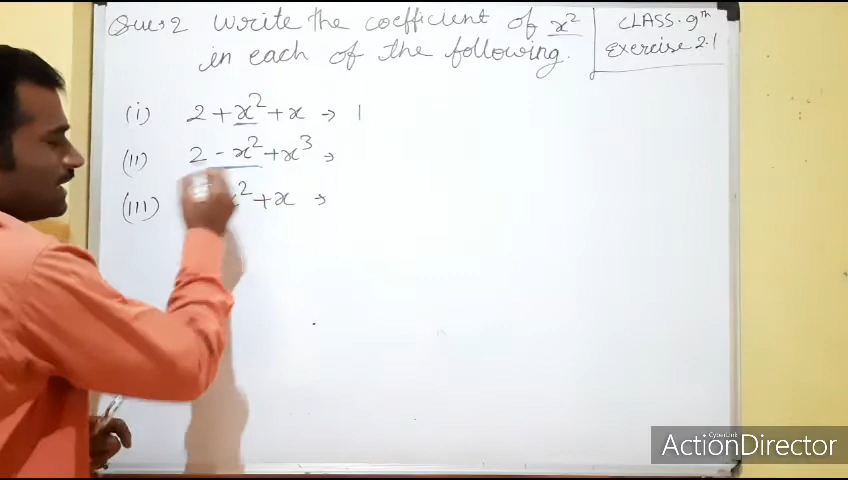 Ques 2 Write the coefficient of x²
in each of the following.
CLASS. 9th
Exercise 2.1
(i) 2 + x² + x → 1
(ii) 2 - x² + x³ →
(iii) x² + x →
CyberLink
ActionDirector